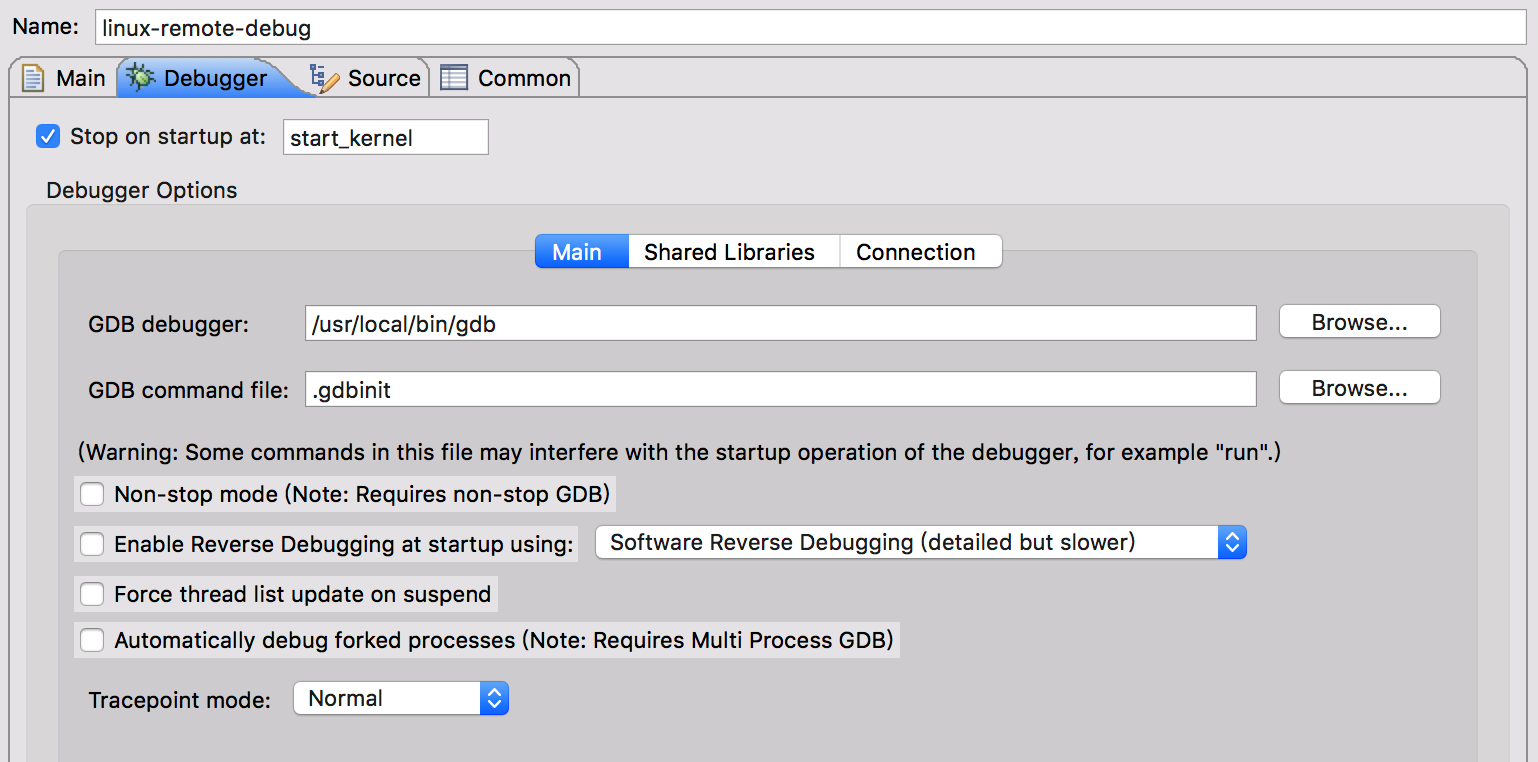 Name: linux-remote-debug
Main Debugger Source Common
Stop on startup at: start_kernel
Debugger Options
Main Shared Libraries Connection
GDB debugger: /usr/local/bin/gdb Browse...
GDB command file: .gdbinit Browse...
(Warning: Some commands in this file may interfere with the startup operation of the debugger, for example "run".)
Non-stop mode (Note: Requires non-stop GDB)
Enable Reverse Debugging at startup using: Software Reverse Debugging (detailed but slower)
Force thread list update on suspend
Automatically debug forked processes (Note: Requires Multi Process GDB)
Tracepoint mode: Normal